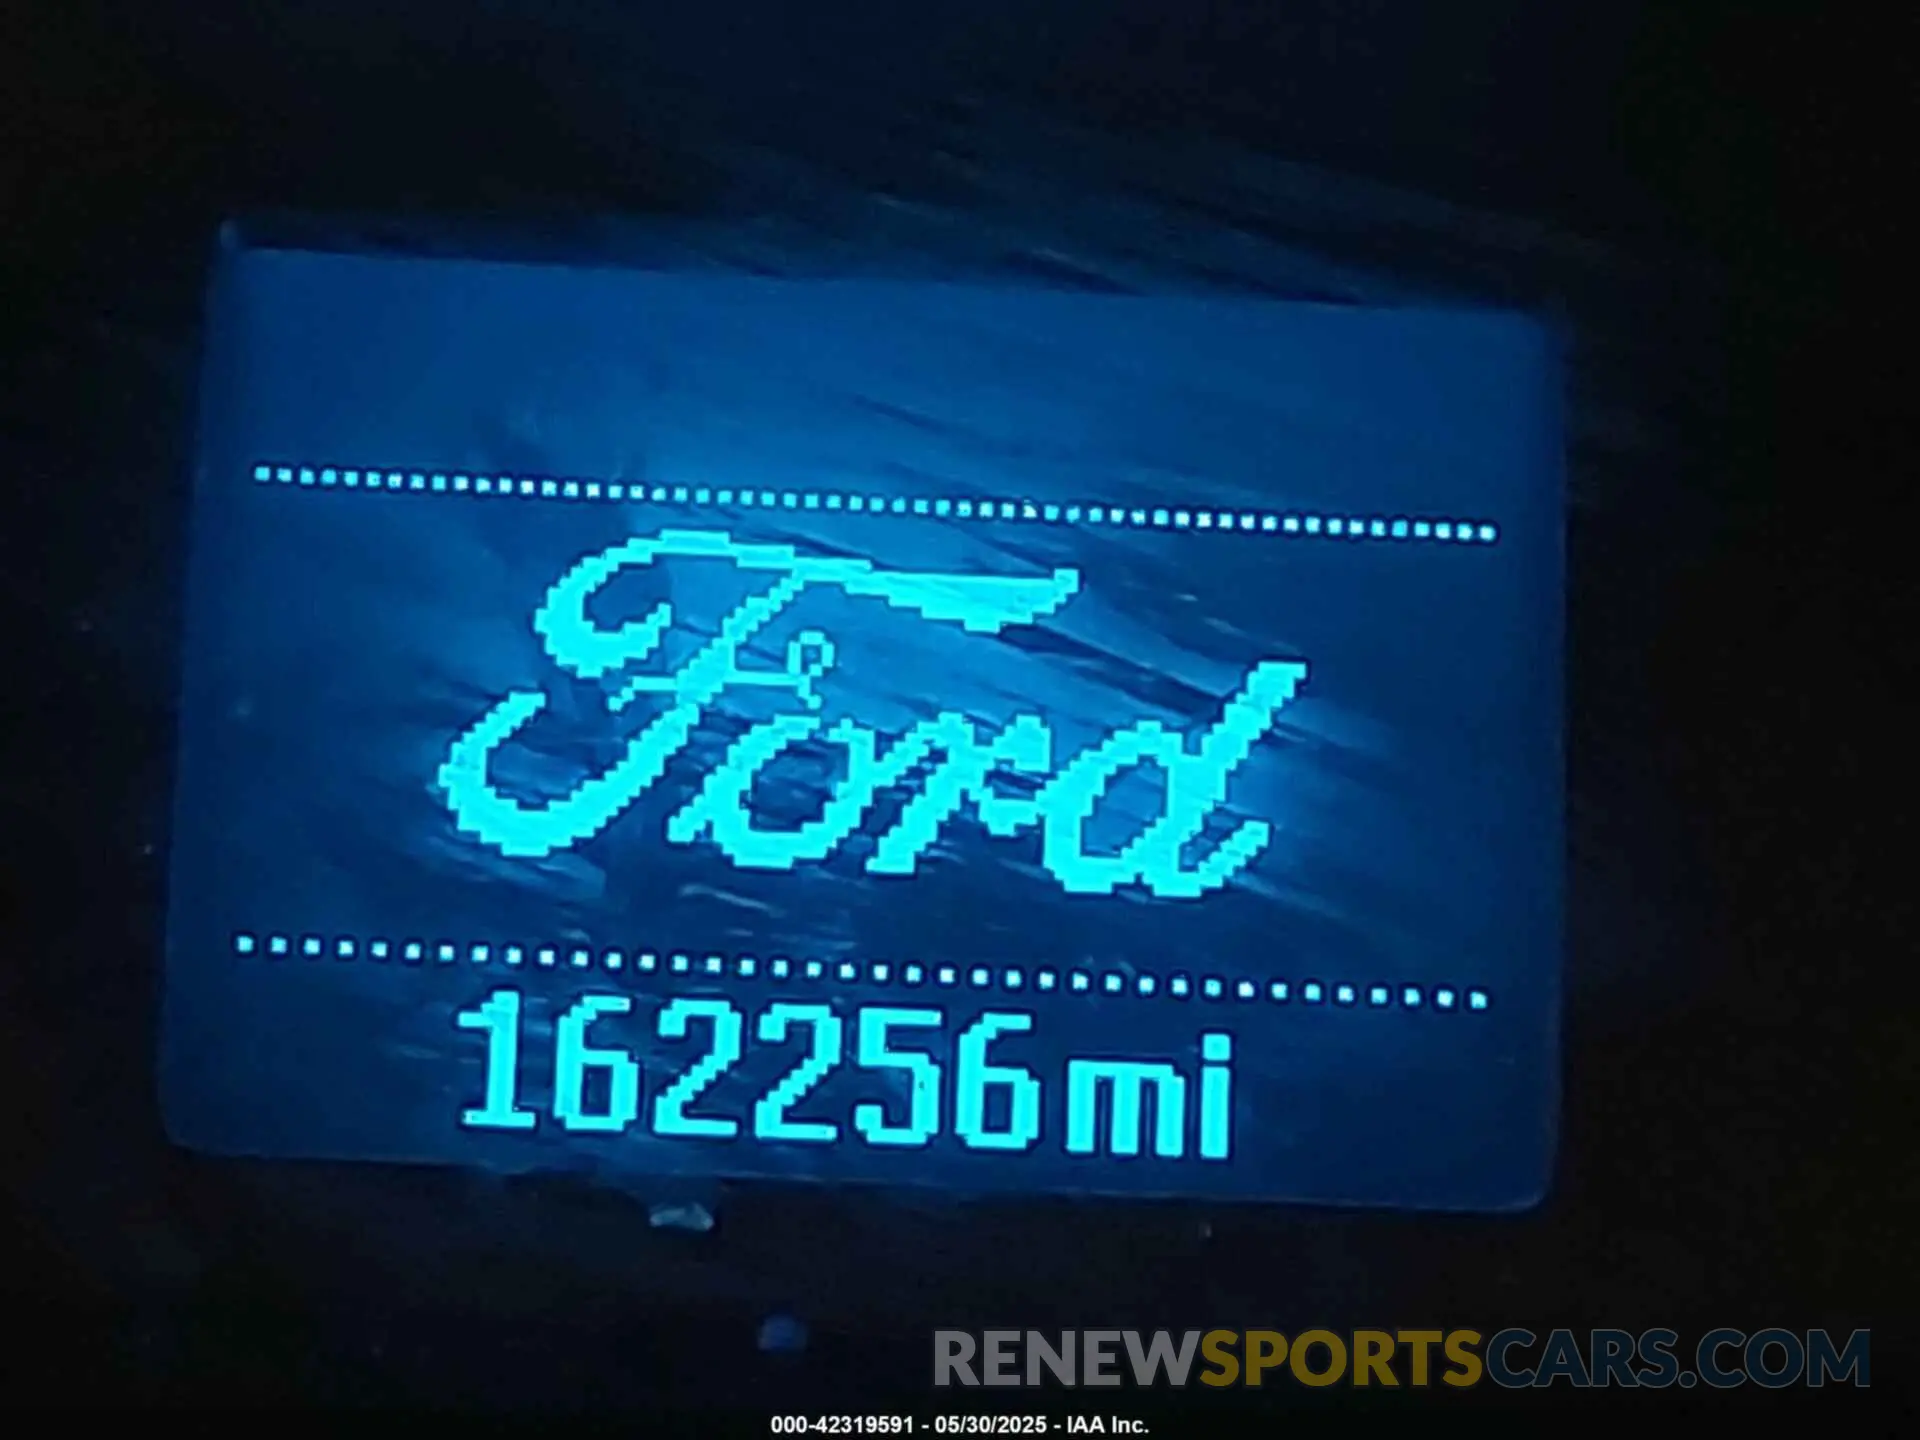 Ford
162256mi
RENEWSPORTSCARS.COM
000-42319591 - 05/30/2025 - IAA Inc.